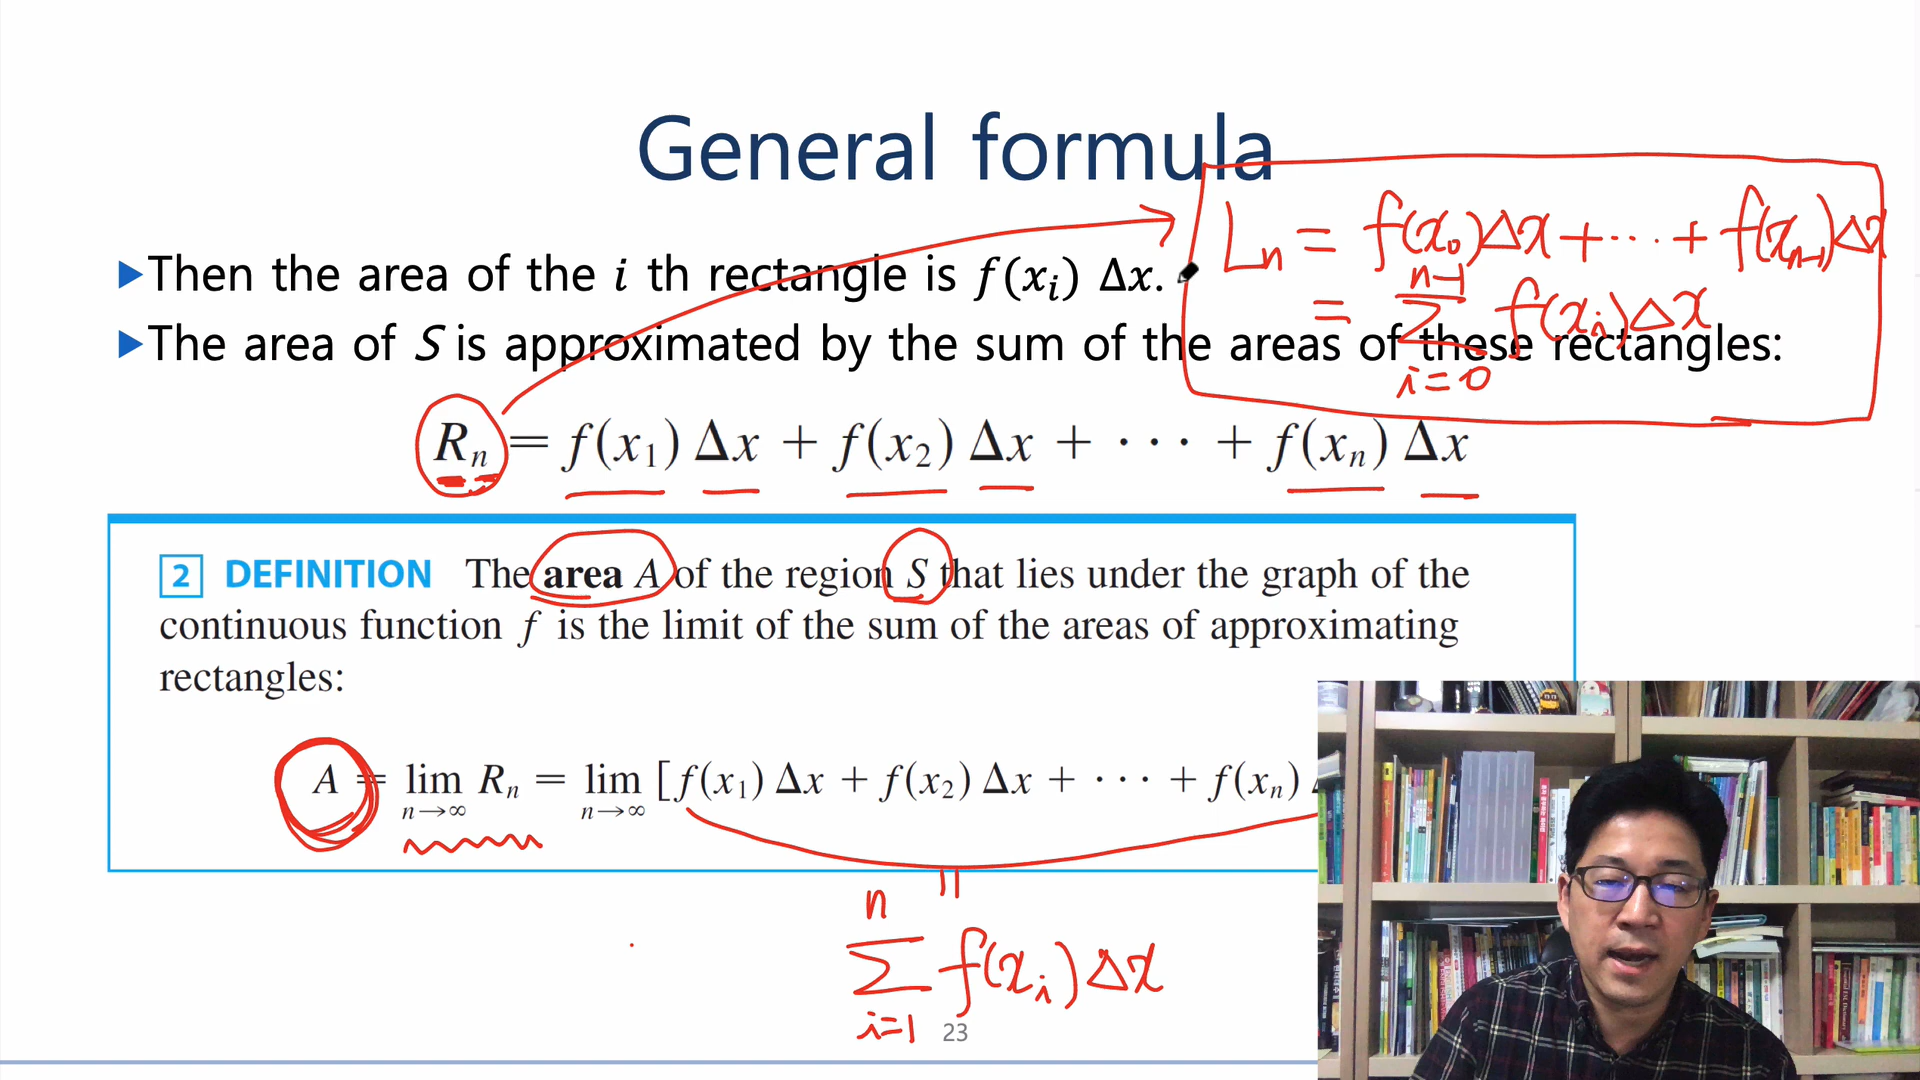 General formula
Lₙ = f(x₀)Δx + ··· + f(xₙ₋₁)Δx
= n-1 Σ i=0 f(xᵢ)Δx
▶Then the area of the i th rectangle is f(xᵢ) Δx.
▶The area of S is approximated by the sum of the areas of these rectangles:
Rₙ = f(x₁) Δx + f(x₂) Δx + · · · + f(xₙ) Δx
2 DEFINITION The area A of the region S that lies under the graph of the
continuous function f is the limit of the sum of the areas of approximating
rectangles:
A = lim n→∞ Rₙ = lim n→∞ [f(x₁) Δx + f(x₂) Δx + · · · + f(xₙ)
n Σ i=1 f(xᵢ)Δx
23